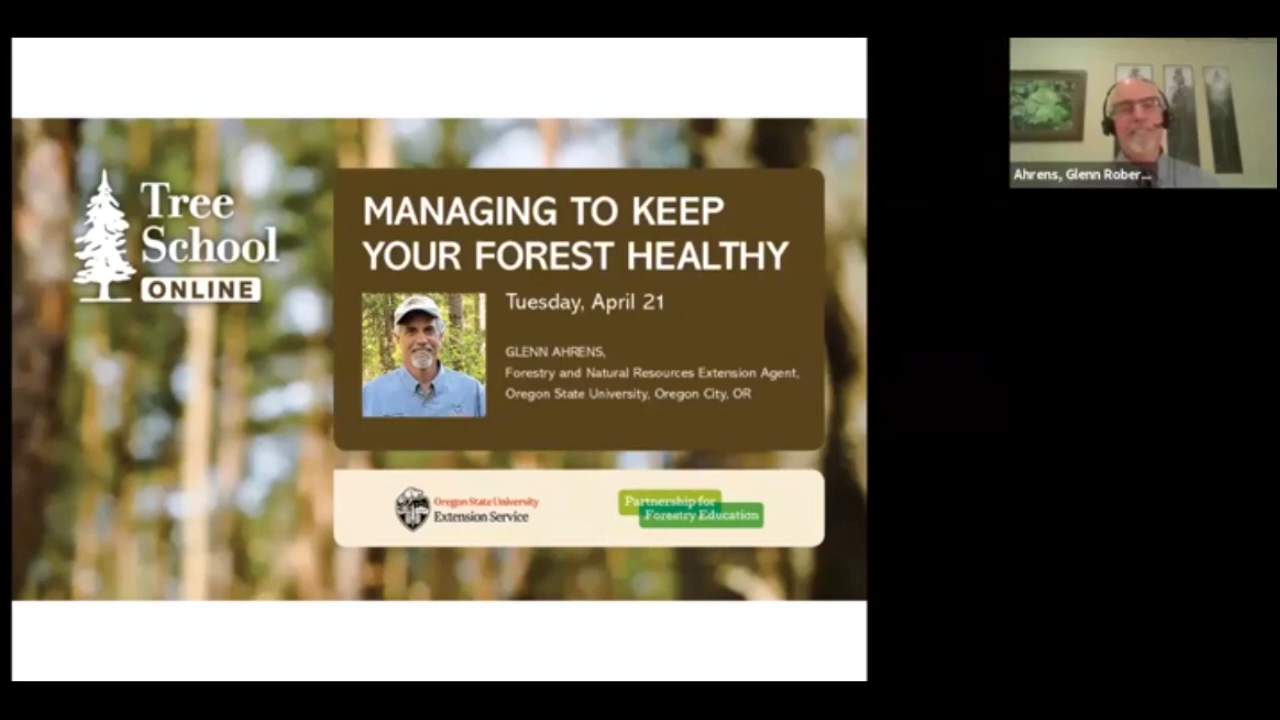 Tree
School
ONLINE
MANAGING TO KEEP
YOUR FOREST HEALTHY
Tuesday, April 21
GLENN AHRENS,
Forestry and Natural Resources Extension Agent,
Oregon State University, Oregon City, OR
Oregon State University
Extension Service
Partnership for
Forestry Education
Ahrens, Glenn Rober...